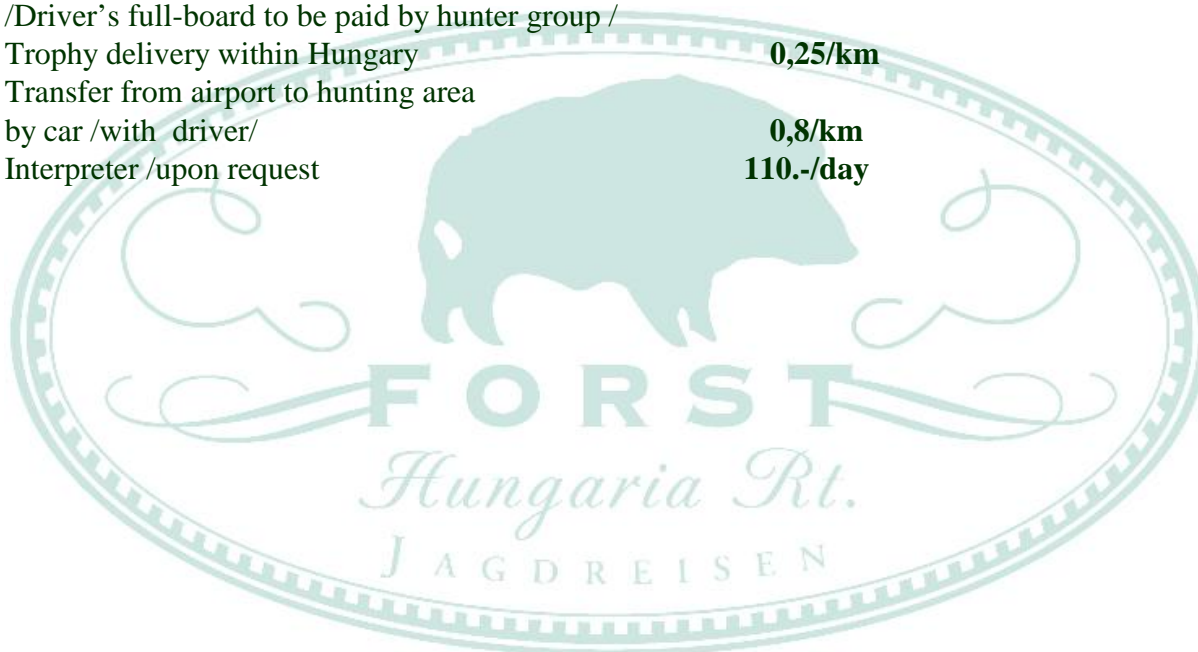 /Driver’s full-board to be paid by hunter group /
Trophy delivery within Hungary 0,25/km
Transfer from airport to hunting area
by car /with  driver/ 0,8/km
Interpreter /upon request 110.-/day
FORST
Hungaria Rt.
JAGDREISEN